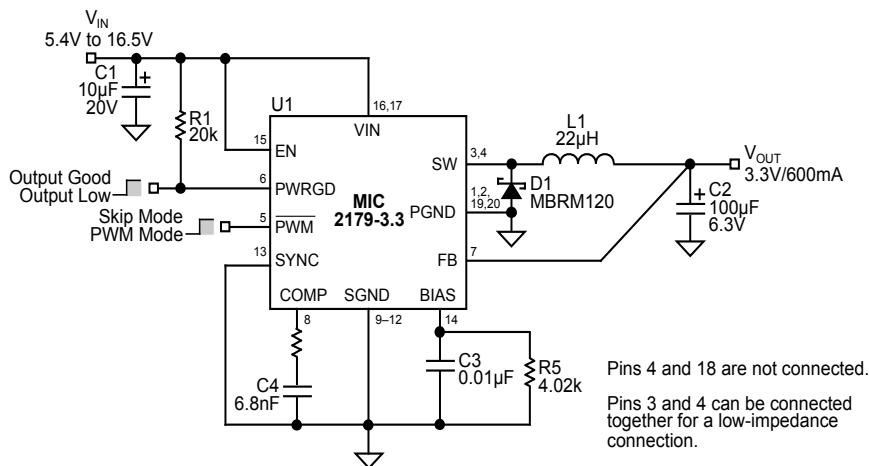 VIN
5.4V to 16.5V
C1
10µF
20V
R1
20k
U1
16,17
VIN
15
EN
Output Good
Output Low
6
PWRGD
Skip Mode
PWM Mode
5
PWM
13
SYNC
MIC
2179-3.3
SW
3,4
L1
22µH
VOUT
3.3V/600mA
PGND
1,2,
19,20
D1
MBRM120
C2
100µF
6.3V
FB
7
COMP
8
SGND
9–12
BIAS
14
C4
6.8nF
C3
0.01µF
R5
4.02k
Pins 4 and 18 are not connected.
Pins 3 and 4 can be connected
together for a low-impedance
connection.